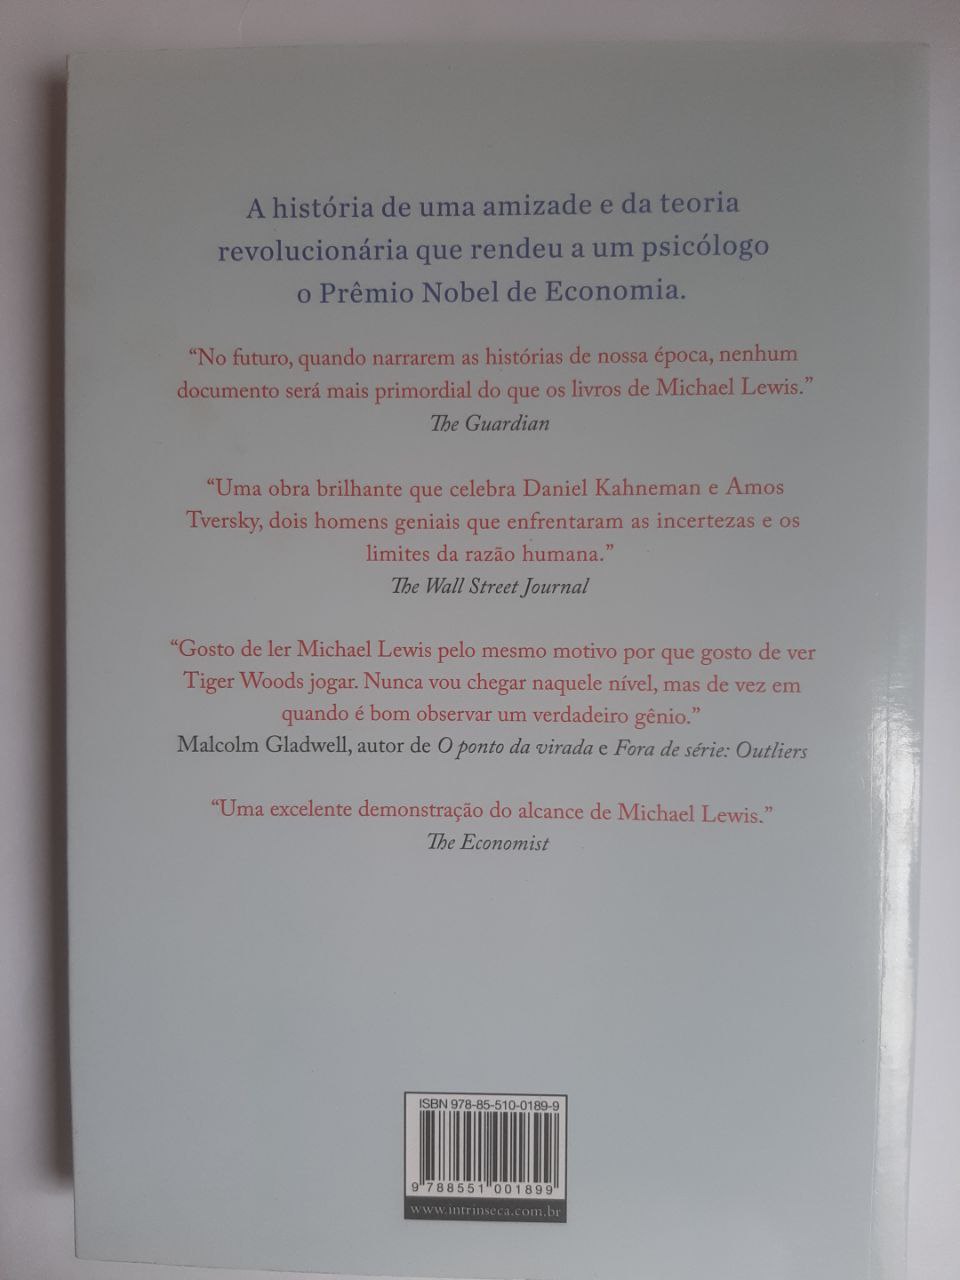 A história de uma amizade e da teoria
revolucionária que rendeu a um psicólogo
o Prêmio Nobel de Economia.
“No futuro, quando narrarem as histórias de nossa época, nenhum
documento será mais primordial do que os livros de Michael Lewis.”
The Guardian
“Uma obra brilhante que celebra Daniel Kahneman e Amos
Tversky, dois homens geniais que enfrentaram as incertezas e os
limites da razão humana.”
The Wall Street Journal
“Gosto de ler Michael Lewis pelo mesmo motivo por que gosto de ver
Tiger Woods jogar. Nunca vou chegar naquele nível, mas de vez em
quando é bom observar um verdadeiro gênio.”
Malcolm Gladwell, autor de O ponto da virada e Fora de série: Outliers
“Uma excelente demonstração do alcance de Michael Lewis.”
The Economist
ISBN 978-85-510-0189-9
9 788551 001899
www.intrinseca.com.br